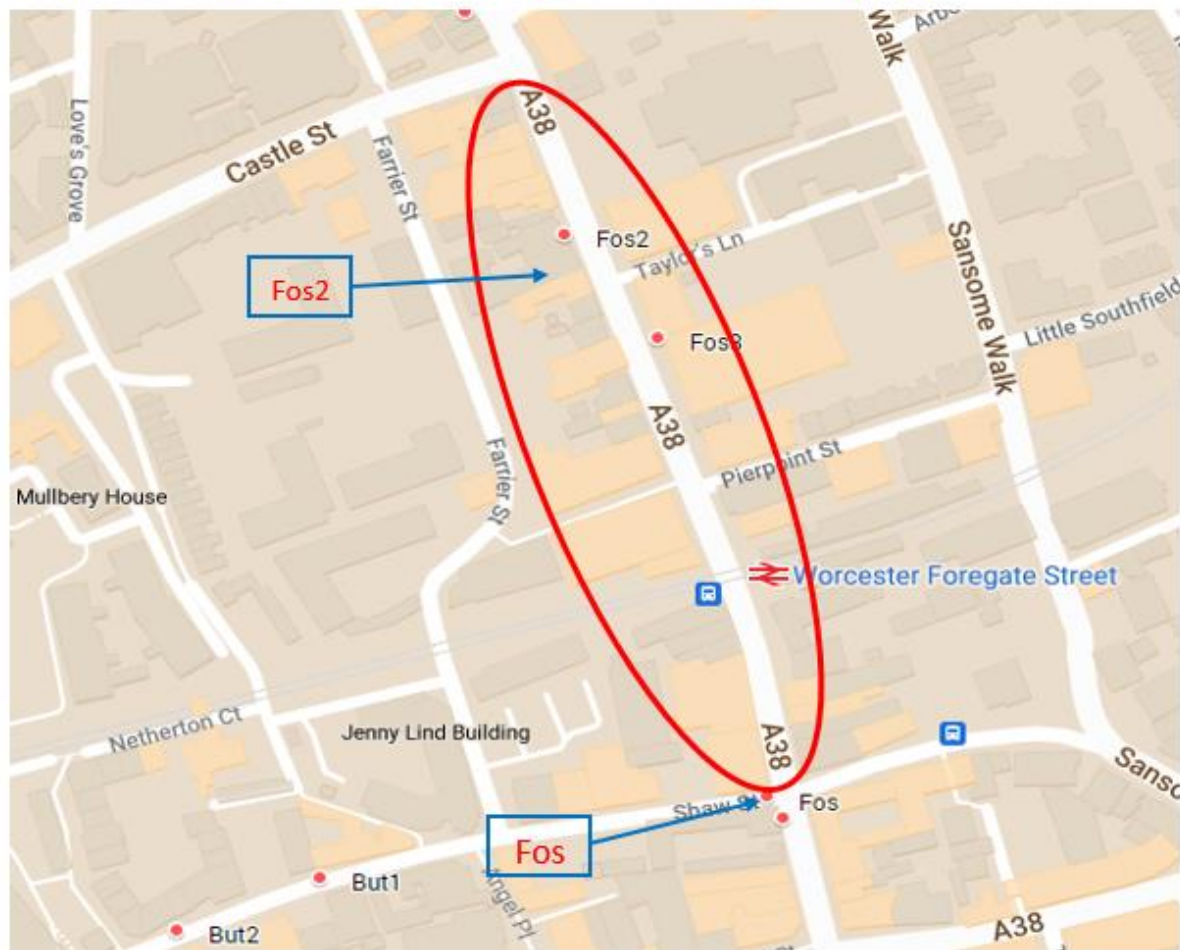 Walk
A38
Love's Grove
Castle St
Farrier St
Fos2
Taylor's Ln
Fos2
Sansome Walk
Little Southfield
Fos3
A38
Pierpoint St
Farrier St
Mullbery House
Worcester Foregate Street
Netherton Ct
Jenny Lind Building
A38
Shaw St
Fos
Fos
But1
Angel Pl
But2
A38